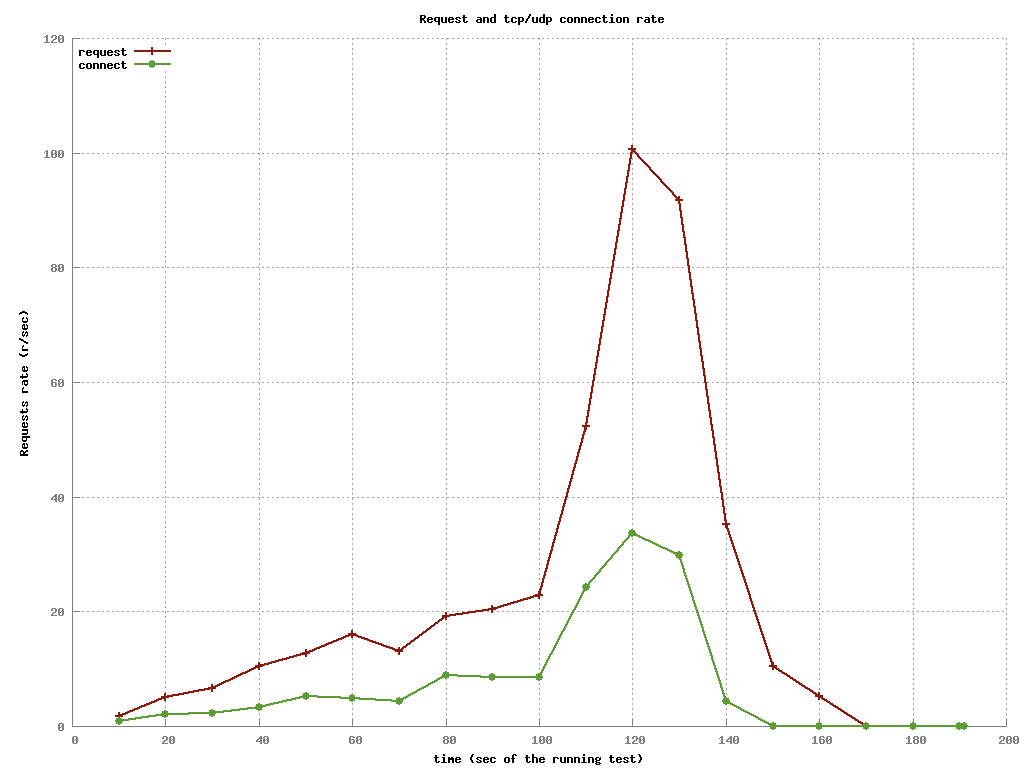 Request and tcp/udp connection rate
120
request
connect
100
80
60
40
20
0
Requests rate (r/sec)
0 20 40 60 80 100 120 140 160 180 200
time (sec of the running test)